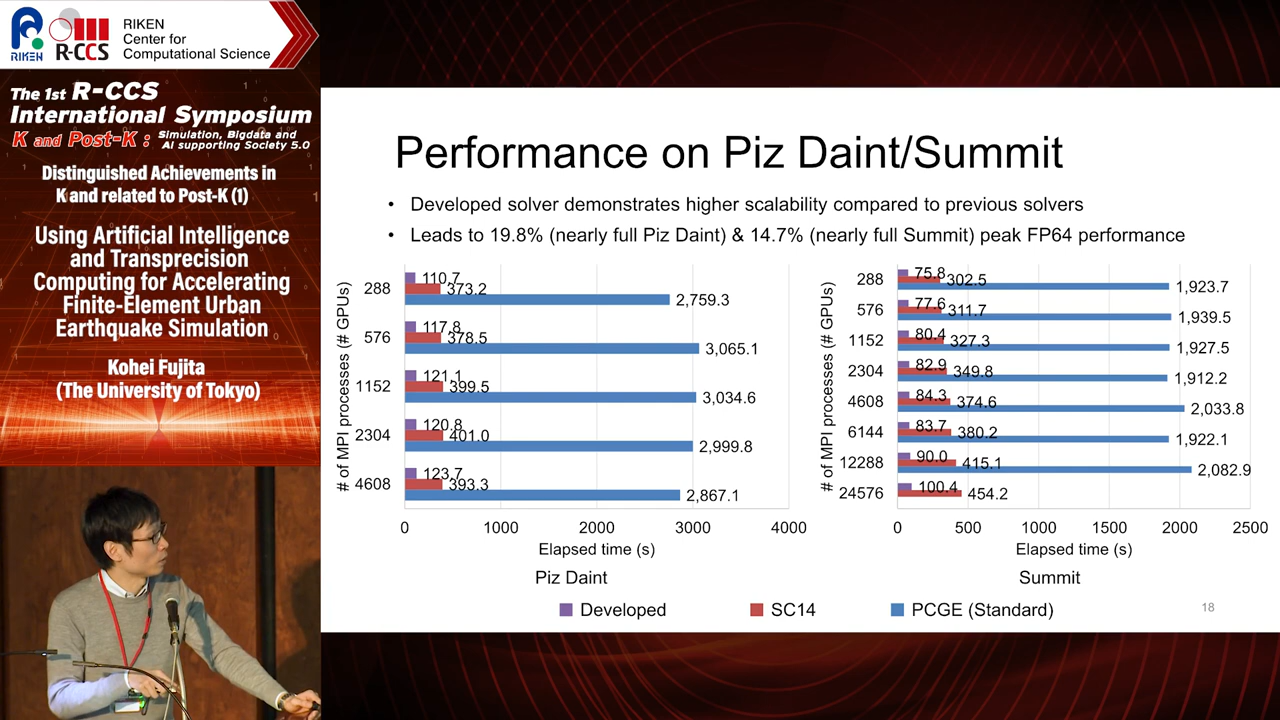 RIKEN
R-CCS
RIKEN
Center for
Computational Science
The 1st R-CCS
International Symposium
K and Post-K : Simulation, Bigdata and
AI supporting Society 5.0
Distinguished Achievements in
K and related to Post-K (1)
Using Artificial Intelligence
and Transprecision
Computing for Accelerating
Finite-Element Urban
Earthquake Simulation
Kohei Fujita
(The University of Tokyo)
Performance on Piz Daint/Summit
• Developed solver demonstrates higher scalability compared to previous solvers
• Leads to 19.8% (nearly full Piz Daint) & 14.7% (nearly full Summit) peak FP64 performance
# of MPI processes (# GPUs)
288 110.7 373.2 2,759.3
576 117.8 378.5 3,065.1
1152 121.1 399.5 3,034.6
2304 120.8 401.0 2,999.8
4608 123.7 393.3 2,867.1
0 1000 2000 3000 4000
Elapsed time (s)
Piz Daint
# of MPI processes (# GPUs)
288 75.8 302.5 1,923.7
576 77.6 311.7 1,939.5
1152 80.4 327.3 1,927.5
2304 82.9 349.8 1,912.2
4608 84.3 374.6 2,033.8
6144 83.7 380.2 1,922.1
12288 90.0 415.1 2,082.9
24576 100.4 454.2
0 500 1000 1500 2000 2500
Elapsed time (s)
Summit
Developed SC14 PCGE (Standard)
18